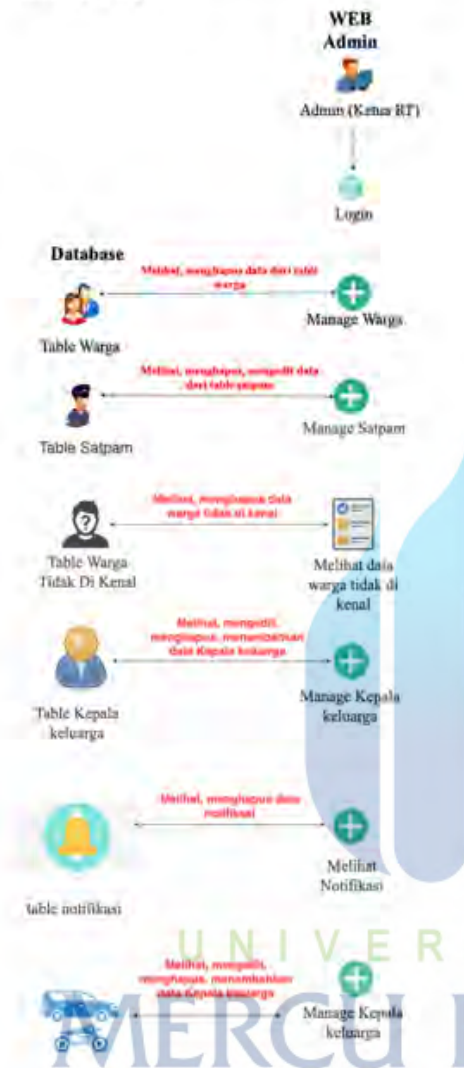 WEB
Admin
Admin (Ketua RT)
Login
Database
Melihat, menghapus data dari table
warga
Table Warga
Manage Warga
Melihat, menghapus, mengedit data
dari table satpam
Table Satpam
Manage Satpam
Melihat, menghapus data
warga tidak di kenal
Table Warga
Tidak Di Kenal
Melihat data
warga tidak di
kenal
Melihat, mengedit,
menghapus, menambahkan
data Kepala keluarga
Table Kepala
keluarga
Manage Kepala
keluarga
Melihat, menghapus data
notifikasi
table notifikasi
Melihat
Notifikasi
UNIVER
Melihat, mengedit,
menghapus, menambahkan
data Kepala keluarga
Manage Kepala
keluarga
MERCU